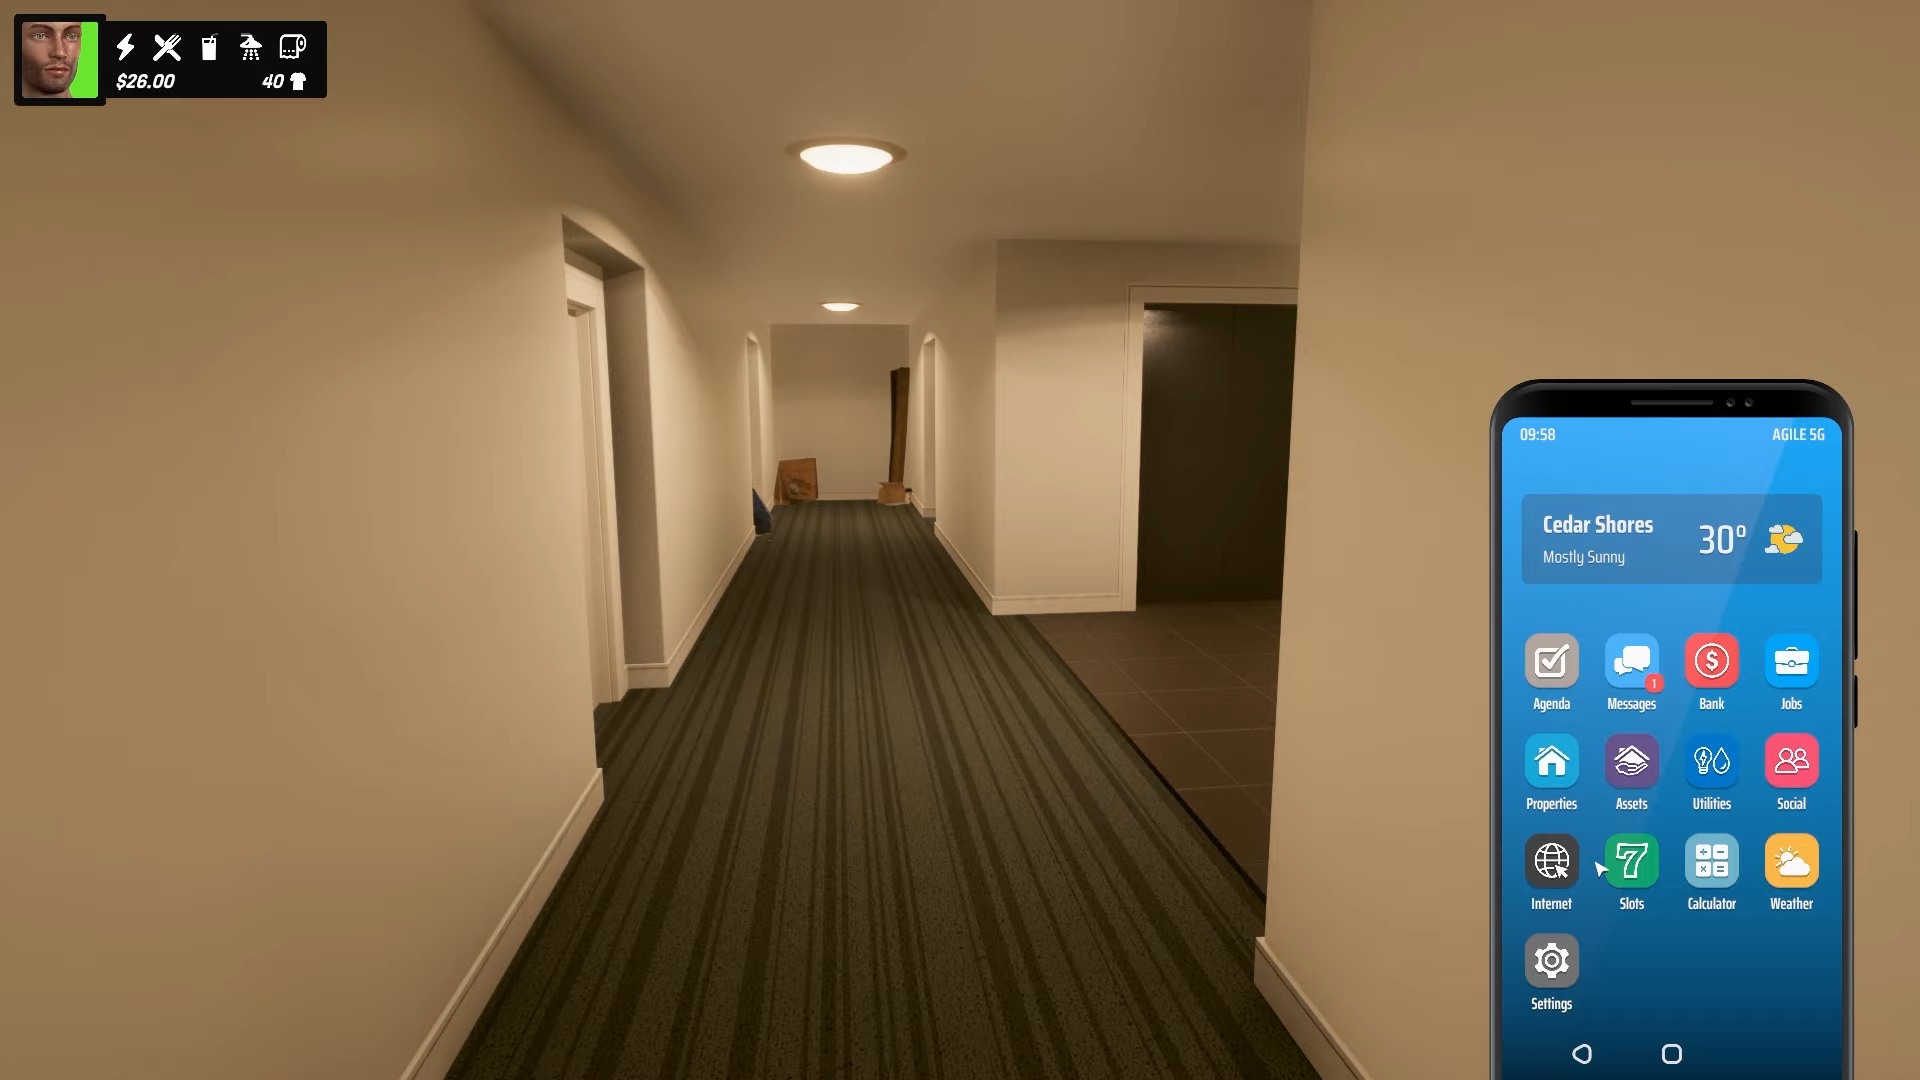 $26.00
40
09:58
AGILE 5G
Cedar Shores
30°
Mostly Sunny
1
Agenda
Messages
Bank
Jobs
Properties
Assets
Utilities
Social
7
Internet
Slots
Calculator
Weather
Settings